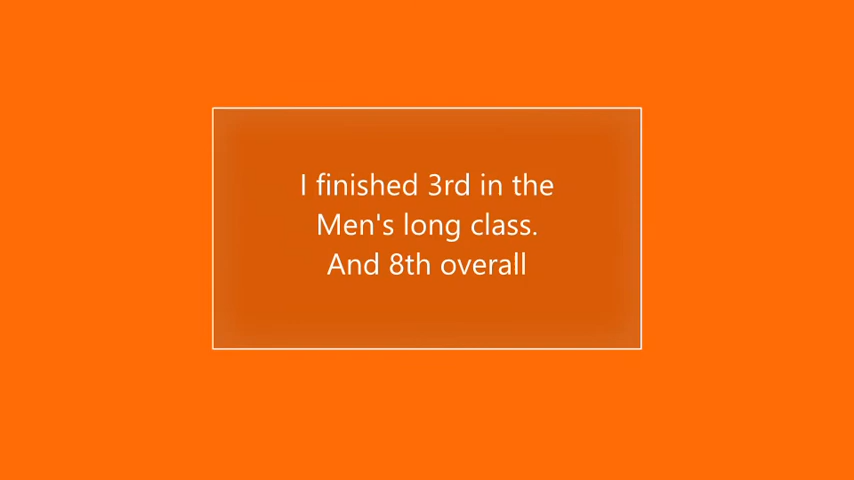 I finished 3rd in the
Men's long class.
And 8th overall